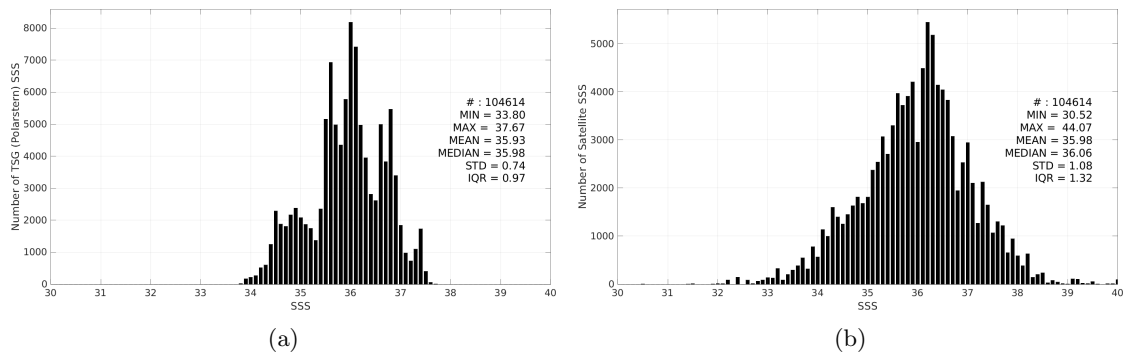 8000
7000
6000
5000
4000
3000
2000
1000
0
Number of TSG (Polarstern) SSS
# : 104614
MIN = 33.80
MAX = 37.67
MEAN = 35.93
MEDIAN = 35.98
STD = 0.74
IQR = 0.97
30 31 32 33 34 35 36 37 38 39 40
SSS
(a)
5000
4000
3000
2000
1000
0
Number of Satellite SSS
# : 104614
MIN = 30.52
MAX = 44.07
MEAN = 35.98
MEDIAN = 36.06
STD = 1.08
IQR = 1.32
30 31 32 33 34 35 36 37 38 39 40
SSS
(b)